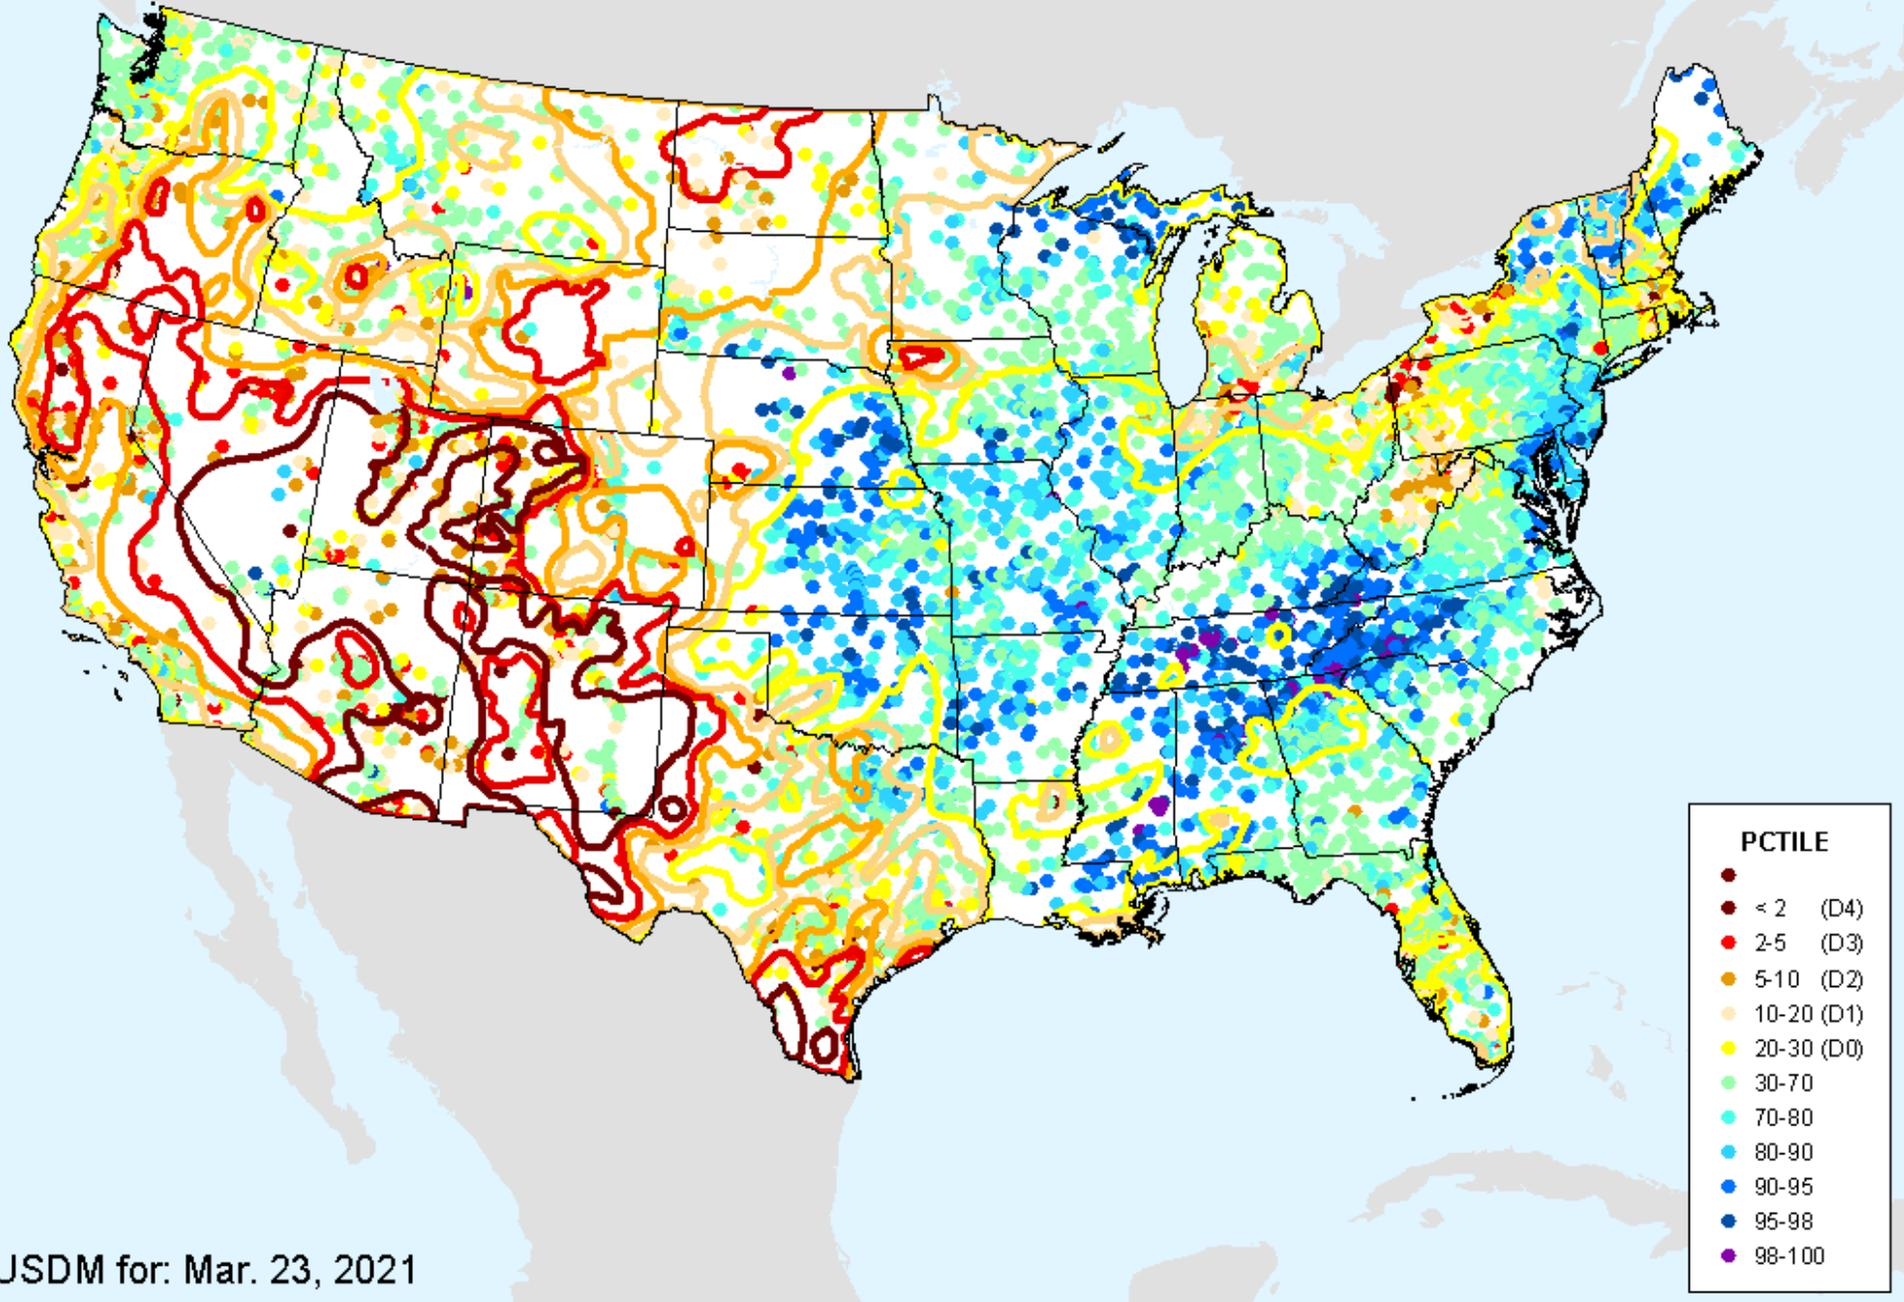 PCTILE
< 2 (D4)
2-5 (D3)
5-10 (D2)
10-20 (D1)
20-30 (D0)
30-70
70-80
80-90
90-95
95-98
98-100
USDM for: Mar. 23, 2021